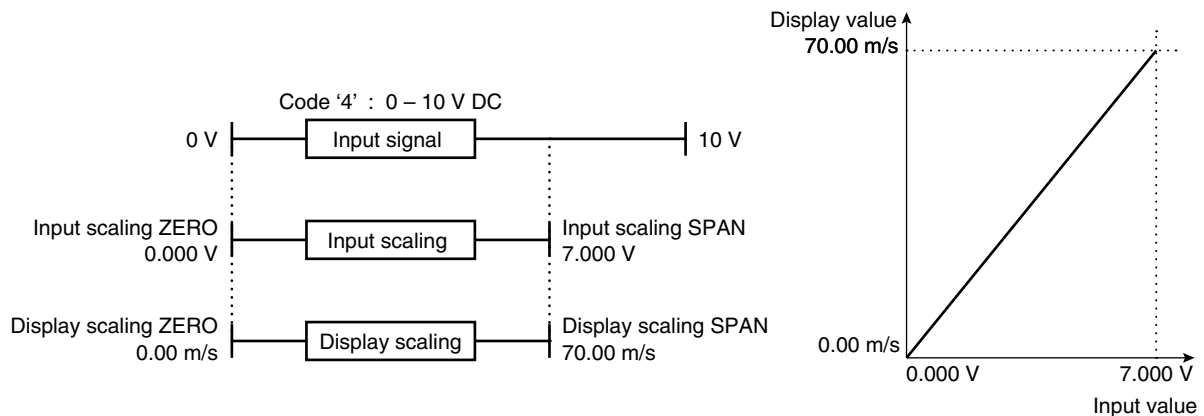 Code ‘4’ : 0 – 10 V DC
0 V
Input signal
10 V
Input scaling ZERO
0.000 V
Input scaling
Input scaling SPAN
7.000 V
Display scaling ZERO
0.00 m/s
Display scaling
Display scaling SPAN
70.00 m/s
Display value
70.00 m/s
0.00 m/s
0.000 V
7.000 V
Input value